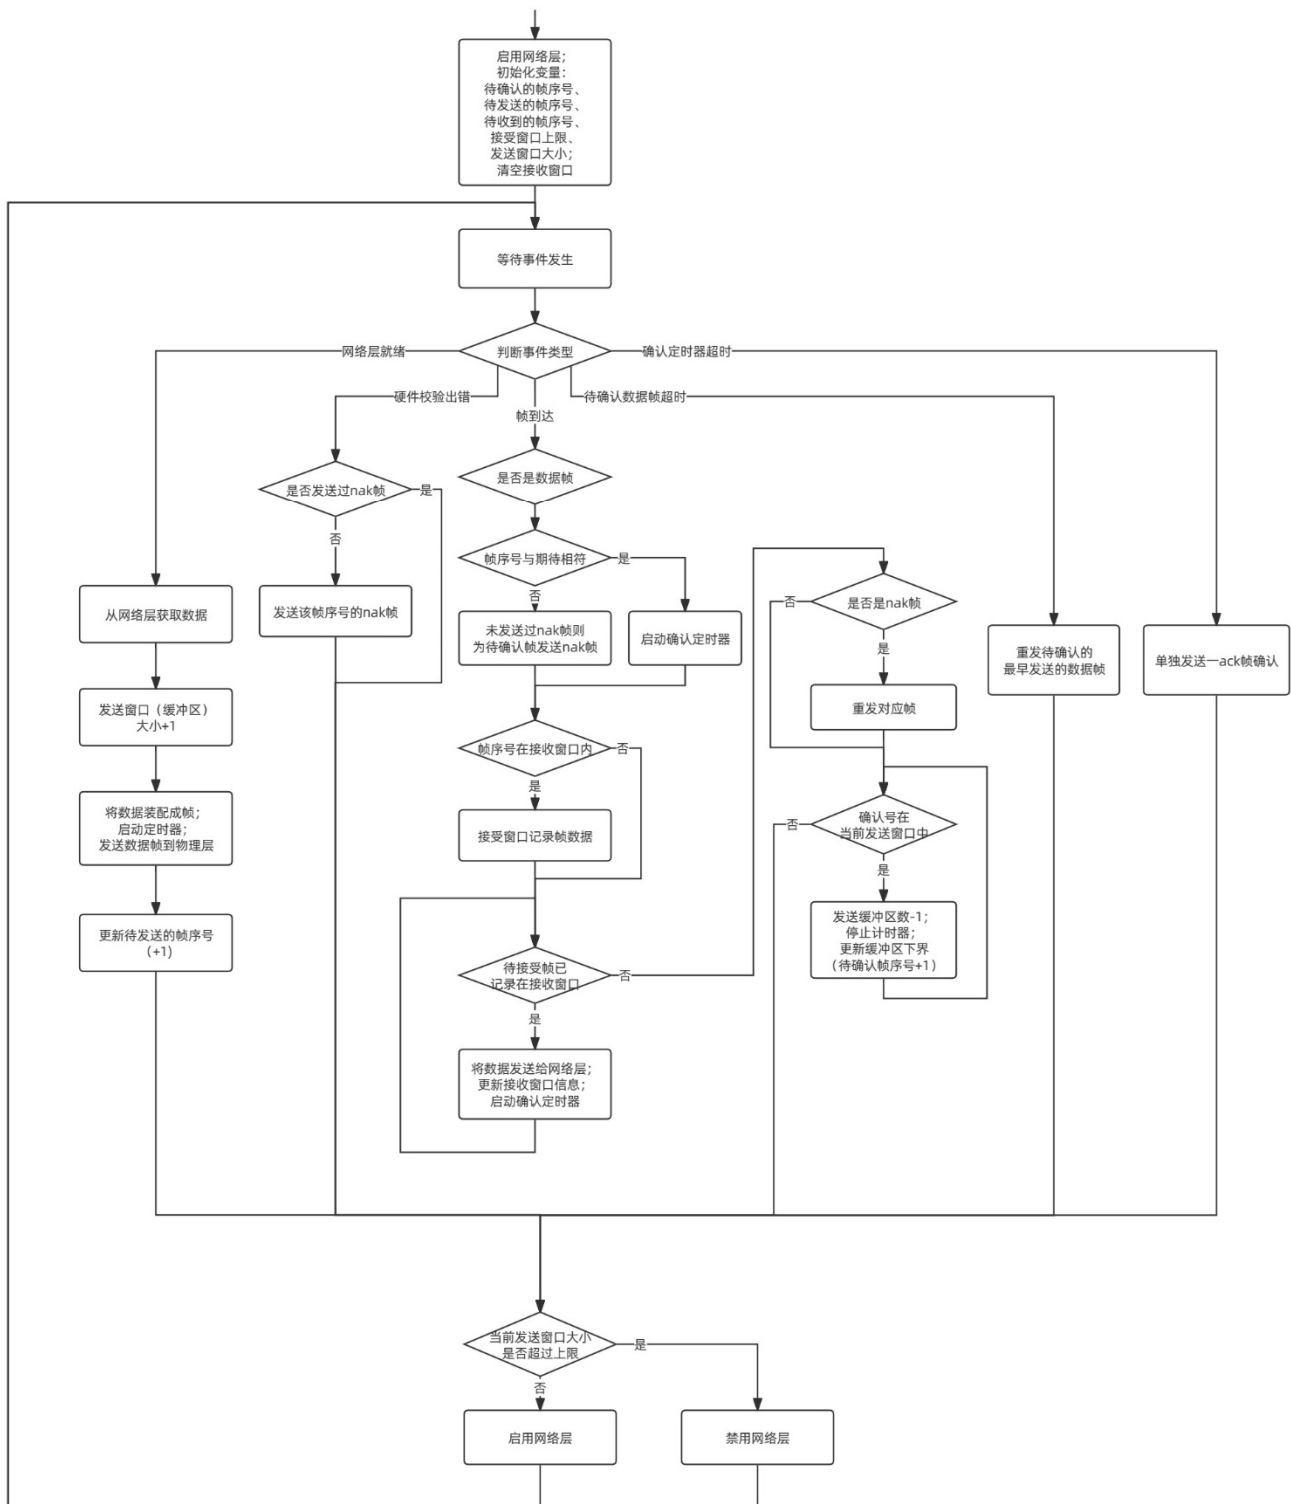 启用网络层；
初始化变量：
待确认的帧序号、
待发送的帧序号、
待收到的帧序号、
接受窗口上限、
发送窗口大小；
清空接收窗口
等待事件发生
判断事件类型
网络层就绪
确认定时器超时
硬件校验出错
待确认数据帧超时
帧到达
是否是数据帧
是否发送过nak帧
是
否
发送该帧序号的nak帧
帧序号与期待相符
是
否
未发送过nak帧则
为待确认帧发送nak帧
启动确认定时器
从网络层获取数据
发送窗口（缓冲区）
大小+1
将数据装配成帧；
启动定时器；
发送数据帧到物理层
更新待发送的帧序号
（+1）
帧序号在接收窗口内
否
是
接受窗口记录帧数据
待接受帧已
记录在接收窗口
否
是
将数据发送给网络层；
更新接收窗口信息；
启动确认定时器
是否是nak帧
否
是
重发对应帧
确认号在
当前发送窗口中
否
是
发送缓冲区数-1；
停止计时器；
更新缓冲区下界
（待确认帧序号+1）
重发待确认的
最早发送的数据帧
单独发送一ack帧确认
当前发送窗口大小
是否超过上限
是
否
启用网络层
禁用网络层